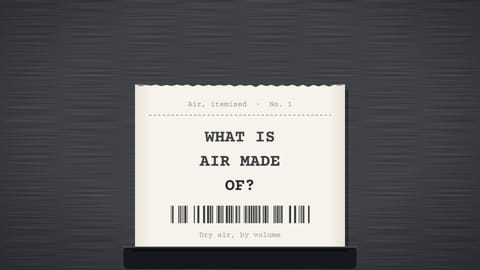 Air, itemised · No. 1
WHAT IS
AIR MADE
OF?
Dry air, by volume